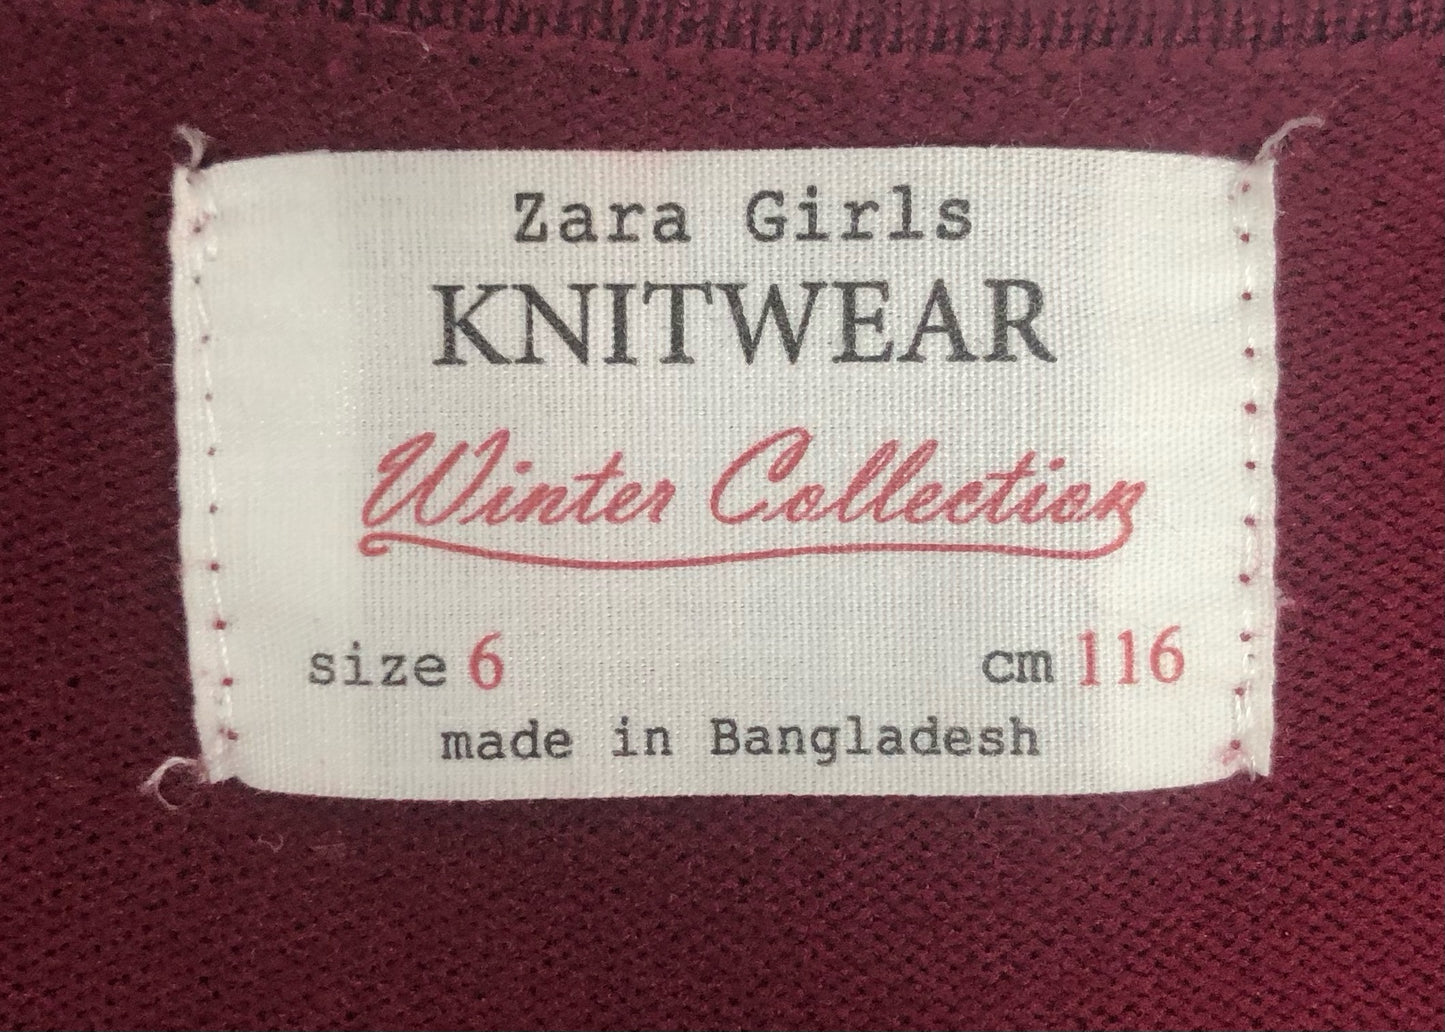 Zara Girls
KNITWEAR
Winter Collection
size 6 cm 116
made in Bangladesh